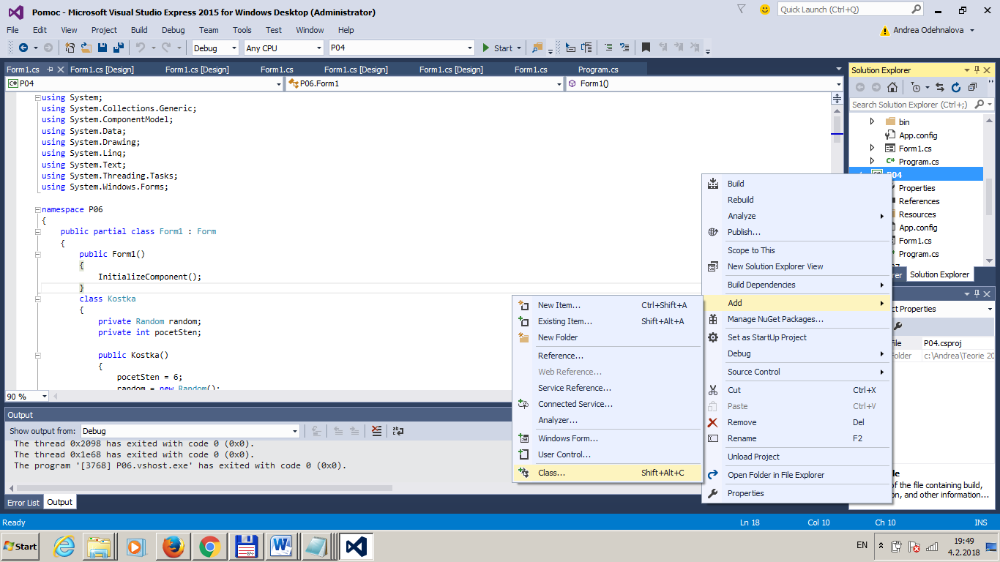 Pomoc - Microsoft Visual Studio Express 2015 for Windows Desktop (Administrator)
Quick Launch (Ctrl+Q)
File Edit View Project Build Debug Team Tools Test Window Help
Andrea Odehnalova
Debug Any CPU P04 Start
Form1.cs Form1.cs [Design] Form1.cs [Design] Form1.cs Form1.cs [Design] Form1.cs [Design] Form1.cs Program.cs
C# P04 P06.Form1 Form1()
using System;
using System.Collections.Generic;
using System.ComponentModel;
using System.Data;
using System.Drawing;
using System.Linq;
using System.Text;
using System.Threading.Tasks;
using System.Windows.Forms;
namespace P06
{
public partial class Form1 : Form
{
public Form1()
{
InitializeComponent();
}
class Kostka
{
private Random random;
private int pocetSten;
public Kostka()
{
pocetSten = 6;
random = new Random();
90 %
Solution Explorer
Search Solution Explorer (Ctrl+;)
bin
App.config
Form1.cs
C# Program.cs
P04
Properties
References
Resources
App.config
Form1.cs
Program.cs
Solution Explorer
ct Properties
File P04.csproj
Folder c:\Andrea\Teorie 20
le
of the file containing build,
on, and other information...
Build
Rebuild
Analyze
Publish...
Scope to This
New Solution Explorer View
Build Dependencies
Add
Manage NuGet Packages...
Set as StartUp Project
Debug
Source Control
Cut Ctrl+X
Paste Ctrl+V
Remove Del
Rename F2
Unload Project
Open Folder in File Explorer
Properties
New Item... Ctrl+Shift+A
Existing Item... Shift+Alt+A
New Folder
Reference...
Web Reference...
Service Reference...
Connected Service...
Analyzer...
Windows Form...
User Control...
Class... Shift+Alt+C
Output
Show output from: Debug
The thread 0x2098 has exited with code 0 (0x0).
The thread 0x1e68 has exited with code 0 (0x0).
The program '[3768] P06.vshost.exe' has exited with code 0 (0x0).
Error List Output
Ready Ln 18 Col 10 Ch 10 INS
Start
64
EN
19:49
4.2.2018